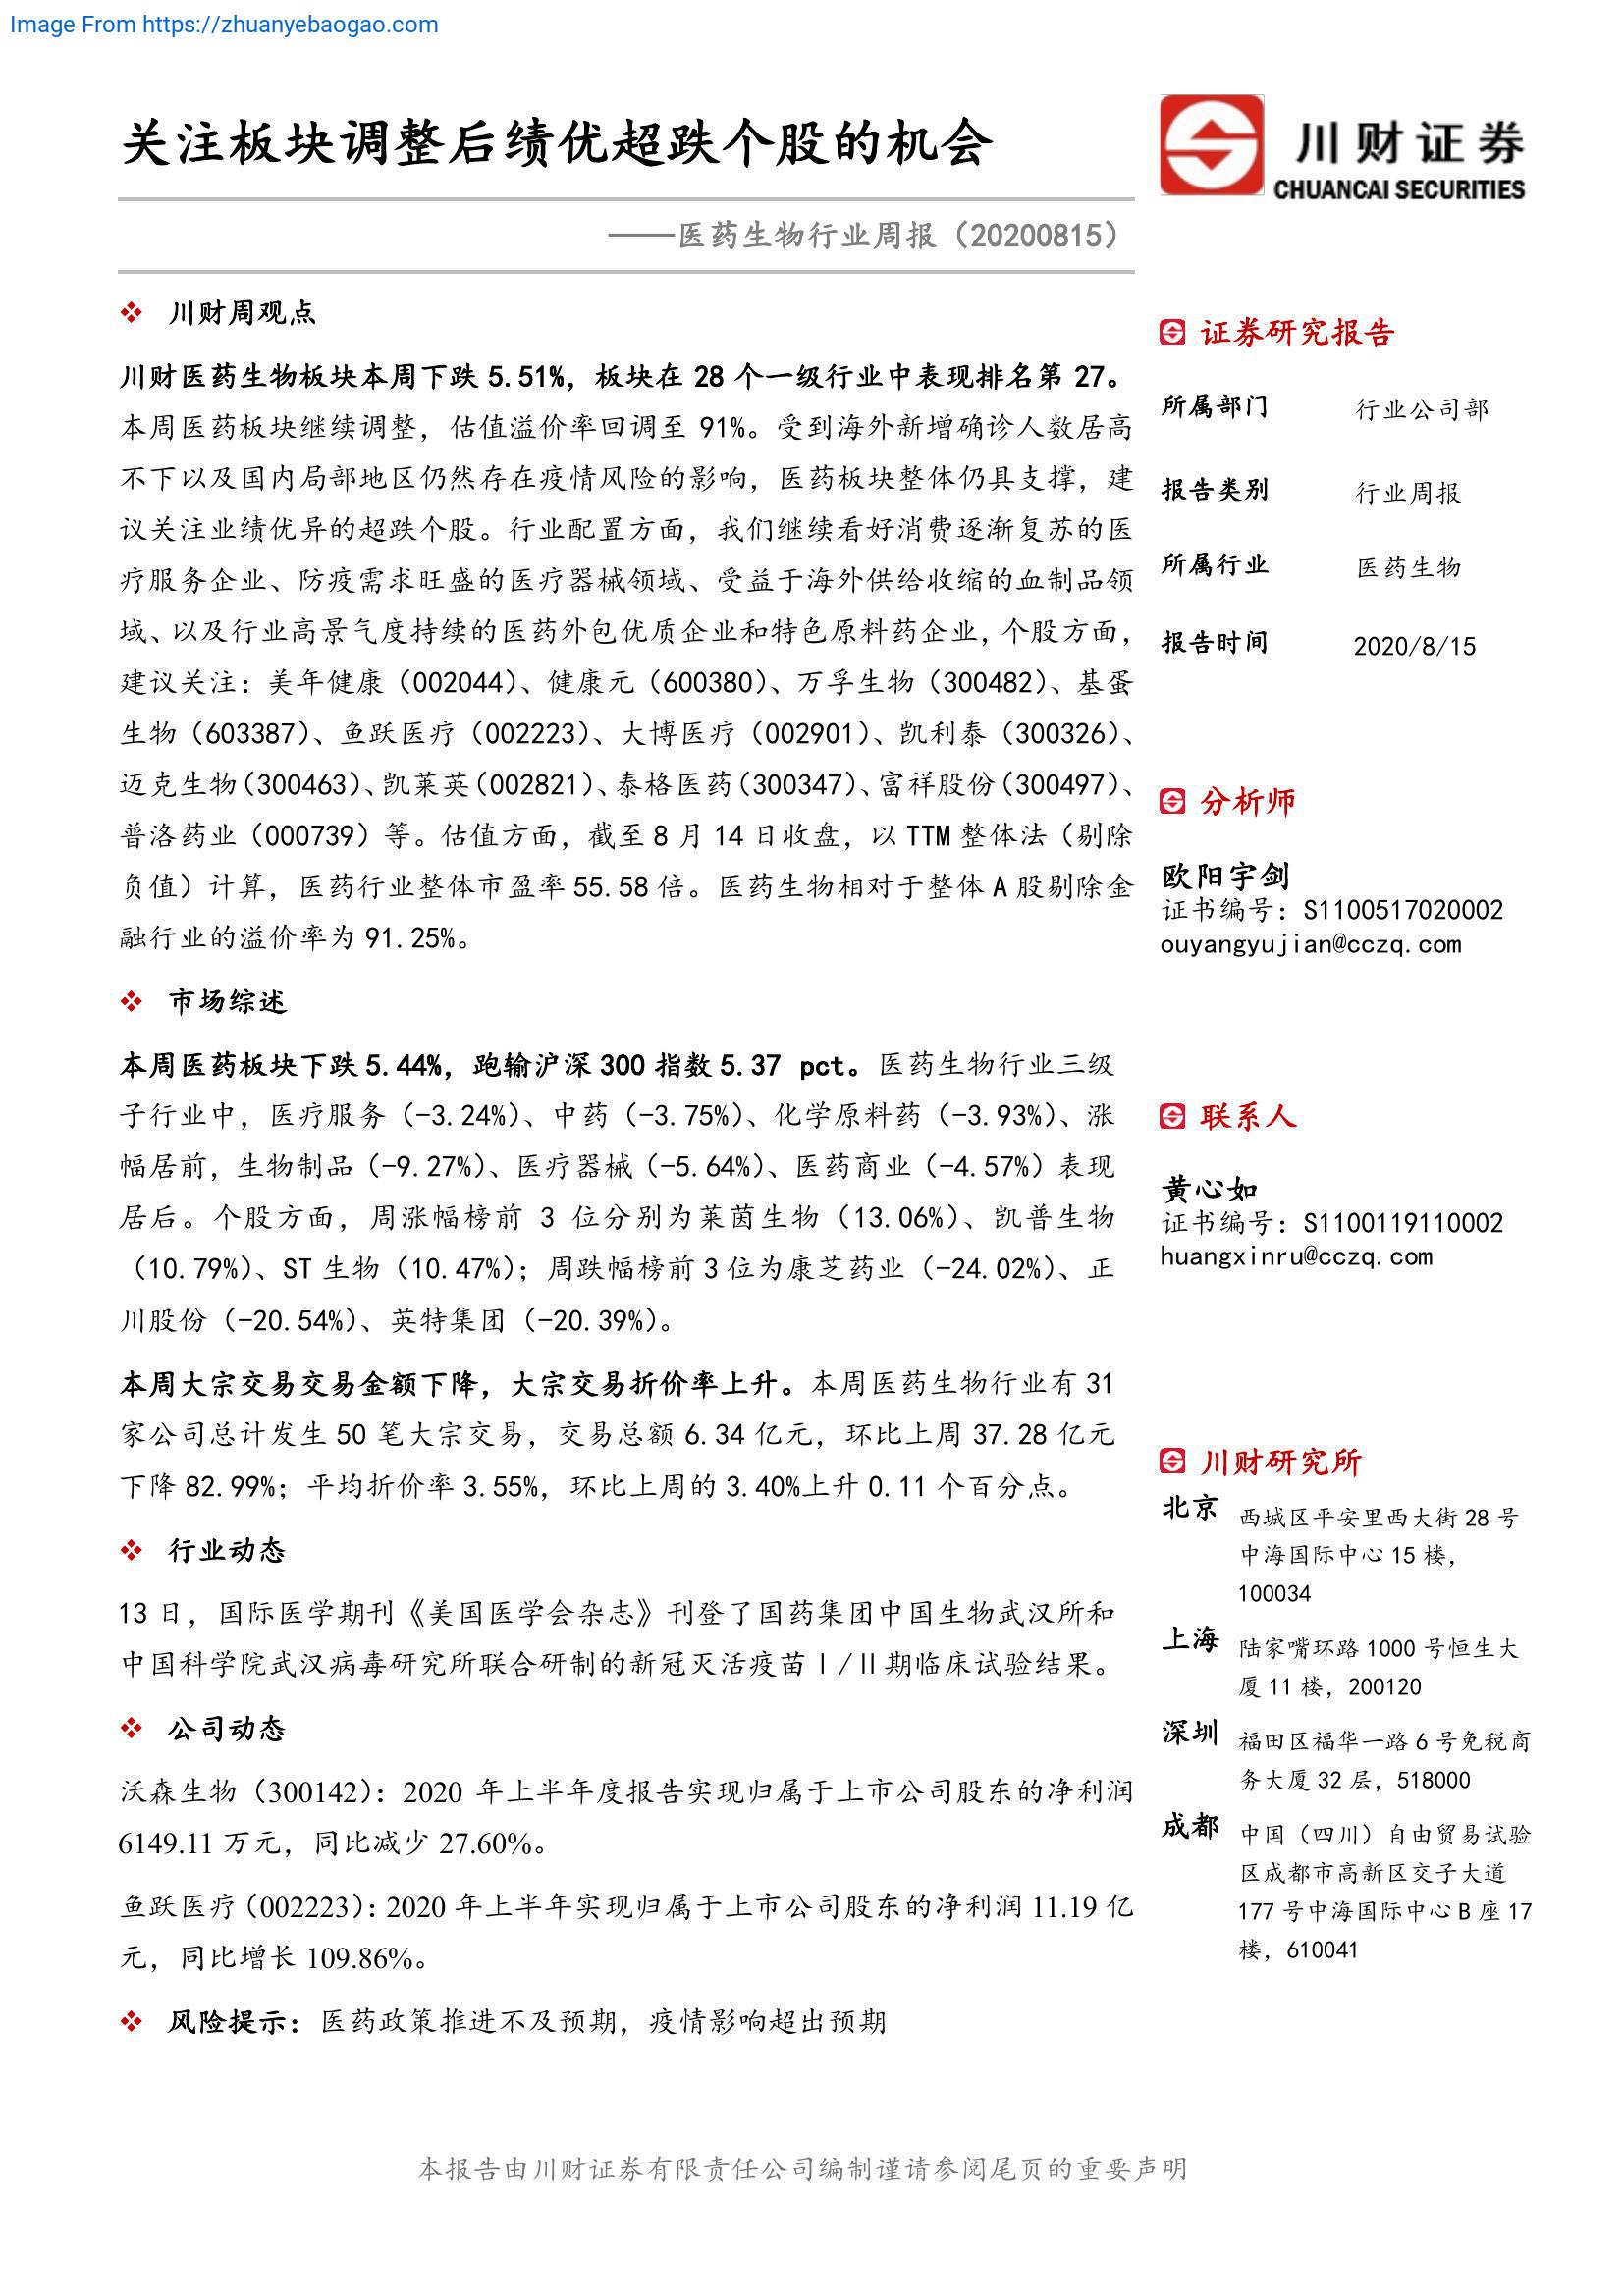 Image From https://zhuanyebaogao.com
关注板块调整后绩优超跌个股的机会
——医药生物行业周报（20200815）
川财证券
CHUANCAI SECURITIES
❖ 川财周观点
川财医药生物板块本周下跌 5.51%，板块在 28 个一级行业中表现排名第 27。
本周医药板块继续调整，估值溢价率回调至 91%。受到海外新增确诊人数居高
不下以及国内局部地区仍然存在疫情风险的影响，医药板块整体仍具支撑，建
议关注业绩优异的超跌个股。行业配置方面，我们继续看好消费逐渐复苏的医
疗服务企业、防疫需求旺盛的医疗器械领域、受益于海外供给收缩的血制品领
域、以及行业高景气度持续的医药外包优质企业和特色原料药企业，个股方面，
建议关注：美年健康（002044）、健康元（600380）、万孚生物（300482）、基蛋
生物（603387）、鱼跃医疗（002223）、大博医疗（002901）、凯利泰（300326）、
迈克生物（300463）、凯莱英（002821）、泰格医药（300347）、富祥股份（300497）、
普洛药业（000739）等。估值方面，截至 8 月 14 日收盘，以 TTM 整体法（剔除
负值）计算，医药行业整体市盈率 55.58 倍。医药生物相对于整体 A 股剔除金
融行业的溢价率为 91.25%。
❖ 市场综述
本周医药板块下跌 5.44%，跑输沪深 300 指数 5.37 pct。医药生物行业三级
子行业中，医疗服务（-3.24%）、中药（-3.75%）、化学原料药（-3.93%）、涨
幅居前，生物制品（-9.27%）、医疗器械（-5.64%）、医药商业（-4.57%）表现
居后。个股方面，周涨幅榜前 3 位分别为莱茵生物（13.06%）、凯普生物
（10.79%）、ST 生物（10.47%）；周跌幅榜前 3 位为康芝药业（-24.02%）、正
川股份（-20.54%）、英特集团（-20.39%）。
本周大宗交易交易金额下降，大宗交易折价率上升。本周医药生物行业有 31
家公司总计发生 50 笔大宗交易，交易总额 6.34 亿元，环比上周 37.28 亿元
下降 82.99%；平均折价率 3.55%，环比上周的 3.40%上升 0.11 个百分点。
❖ 行业动态
13 日，国际医学期刊《美国医学会杂志》刊登了国药集团中国生物武汉所和
中国科学院武汉病毒研究所联合研制的新冠灭活疫苗Ⅰ/Ⅱ期临床试验结果。
❖ 公司动态
沃森生物（300142）：2020 年上半年度报告实现归属于上市公司股东的净利润
6149.11 万元，同比减少 27.60%。
鱼跃医疗（002223）：2020 年上半年实现归属于上市公司股东的净利润 11.19 亿
元，同比增长 109.86%。
❖ 风险提示：医药政策推进不及预期，疫情影响超出预期
证券研究报告
所属部门 行业公司部
报告类别 行业周报
所属行业 医药生物
报告时间 2020/8/15
分析师
欧阳宇剑
证书编号：S1100517020002
ouyangyujian@cczq.com
联系人
黄心如
证书编号：S1100119110002
huangxinru@cczq.com
川财研究所
北京 西城区平安里西大街 28 号
中海国际中心 15 楼，
100034
上海 陆家嘴环路 1000 号恒生大
厦 11 楼，200120
深圳 福田区福华一路 6 号免税商
务大厦 32 层，518000
成都 中国（四川）自由贸易试验
区成都市高新区交子大道
177 号中海国际中心 B 座 17
楼，610041
本报告由川财证券有限责任公司编制谨请参阅尾页的重要声明